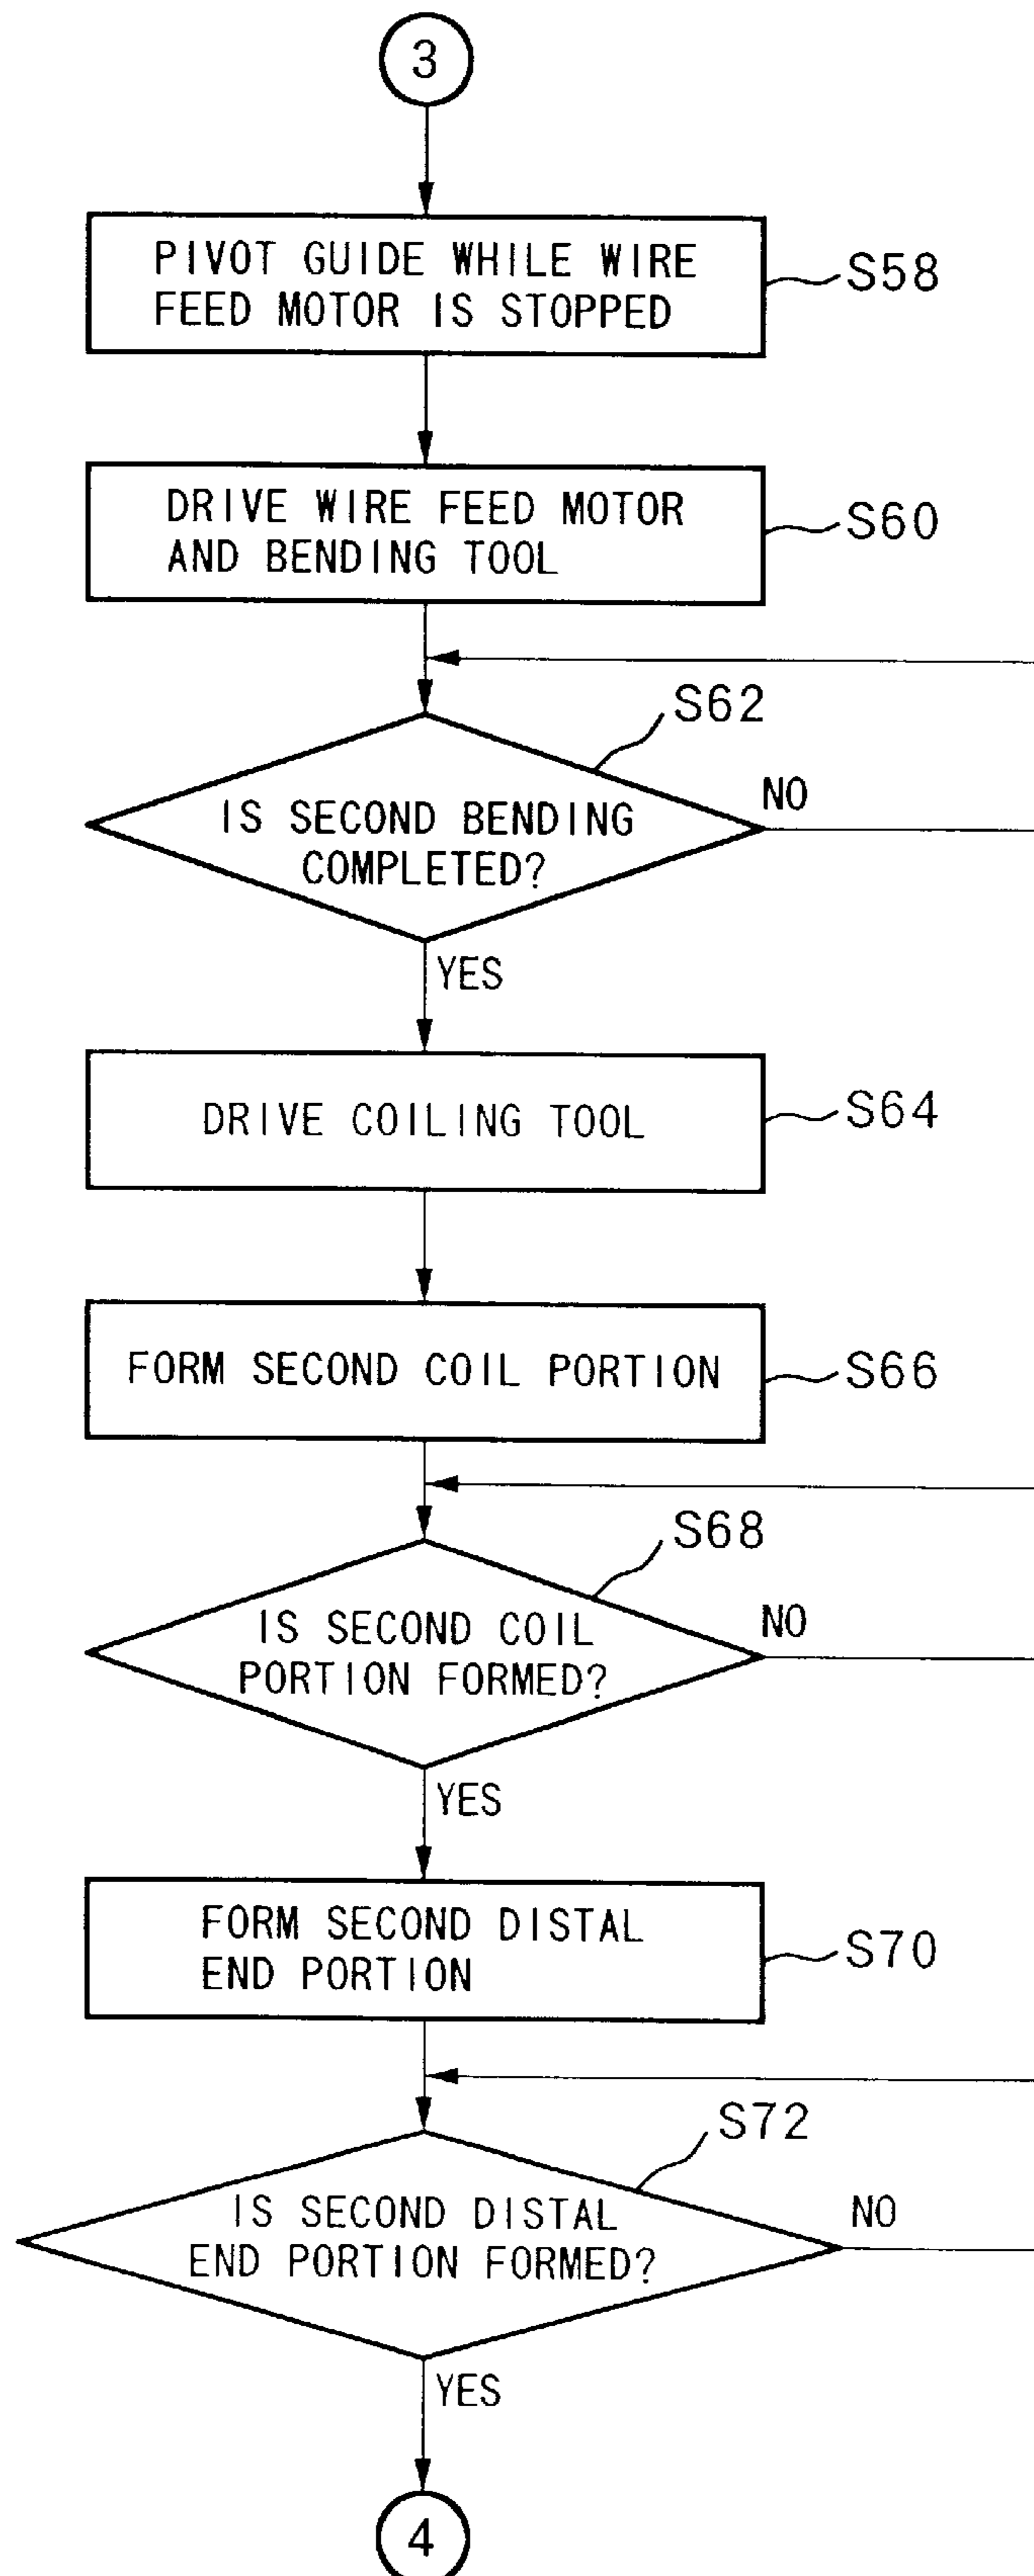 3
PIVOT GUIDE WHILE WIRE
FEED MOTOR IS STOPPED
S58
DRIVE WIRE FEED MOTOR
AND BENDING TOOL
S60
S62
IS SECOND BENDING
COMPLETED?
NO
YES
DRIVE COILING TOOL
S64
FORM SECOND COIL PORTION
S66
S68
IS SECOND COIL
PORTION FORMED?
NO
YES
FORM SECOND DISTAL
END PORTION
S70
S72
IS SECOND DISTAL
END PORTION FORMED?
NO
YES
4